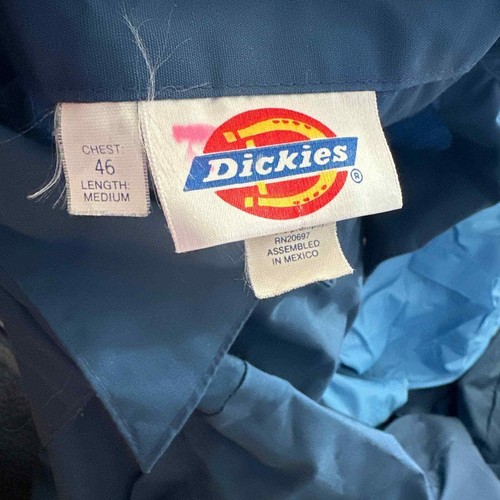 CHEST:
46
LENGTH:
MEDIUM
Dickies
®
RN20697
ASSEMBLED
IN MEXICO